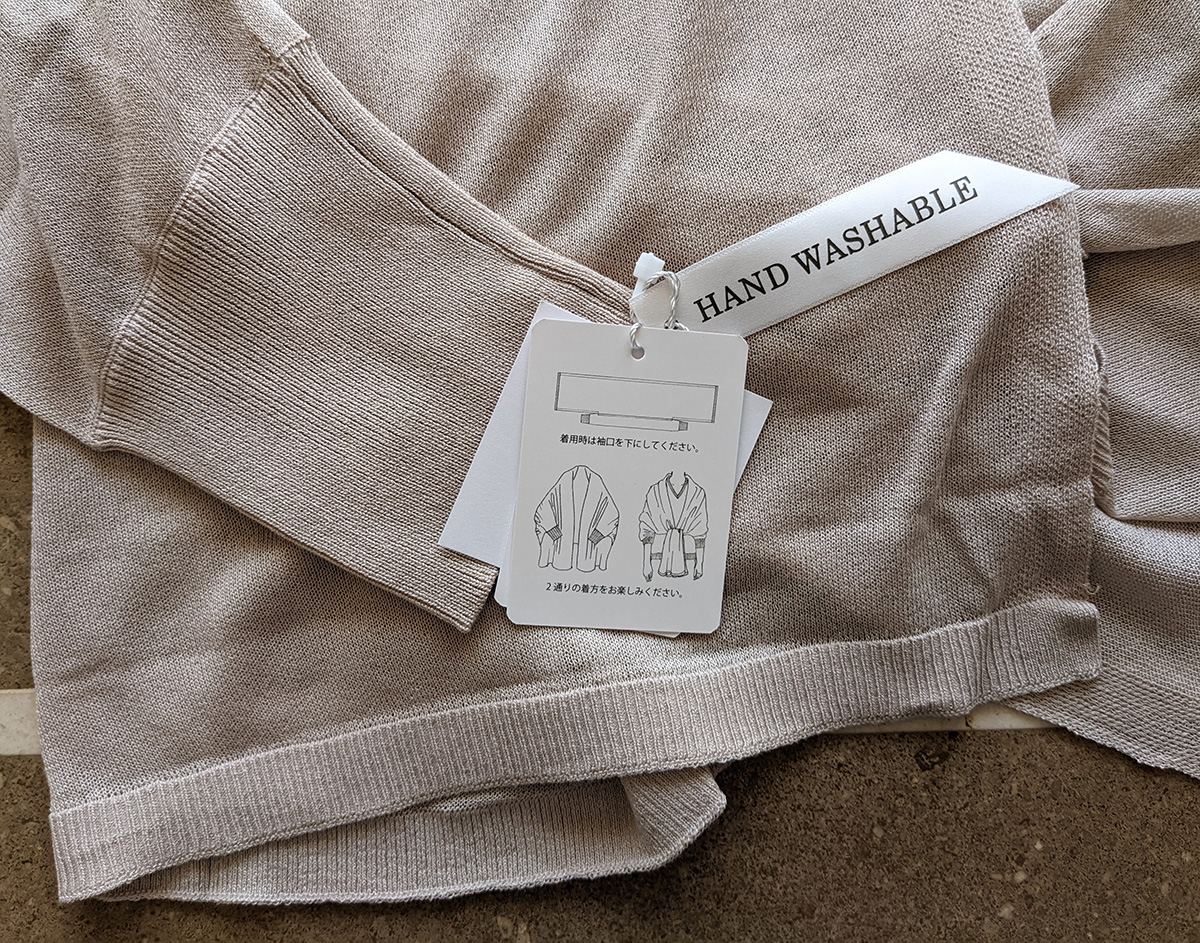 HAND WASHABLE
着用時は袖口を下にしてください。
2通りの着方をお楽しみください。